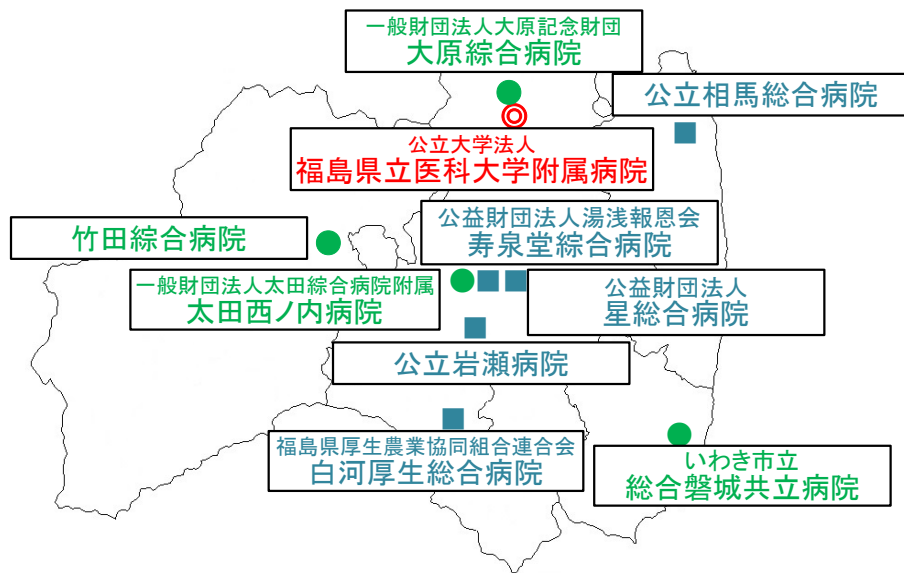 一般財団法人大原記念財団
大原綜合病院
公立相馬総合病院
公立大学法人
福島県立医科大学附属病院
竹田綜合病院
公益財団法人湯浅報恩会
寿泉堂綜合病院
一般財団法人太田綜合病院附属
太田西ノ内病院
公益財団法人
星総合病院
公立岩瀬病院
福島県厚生農業協同組合連合会
白河厚生総合病院
いわき市立
総合磐城共立病院